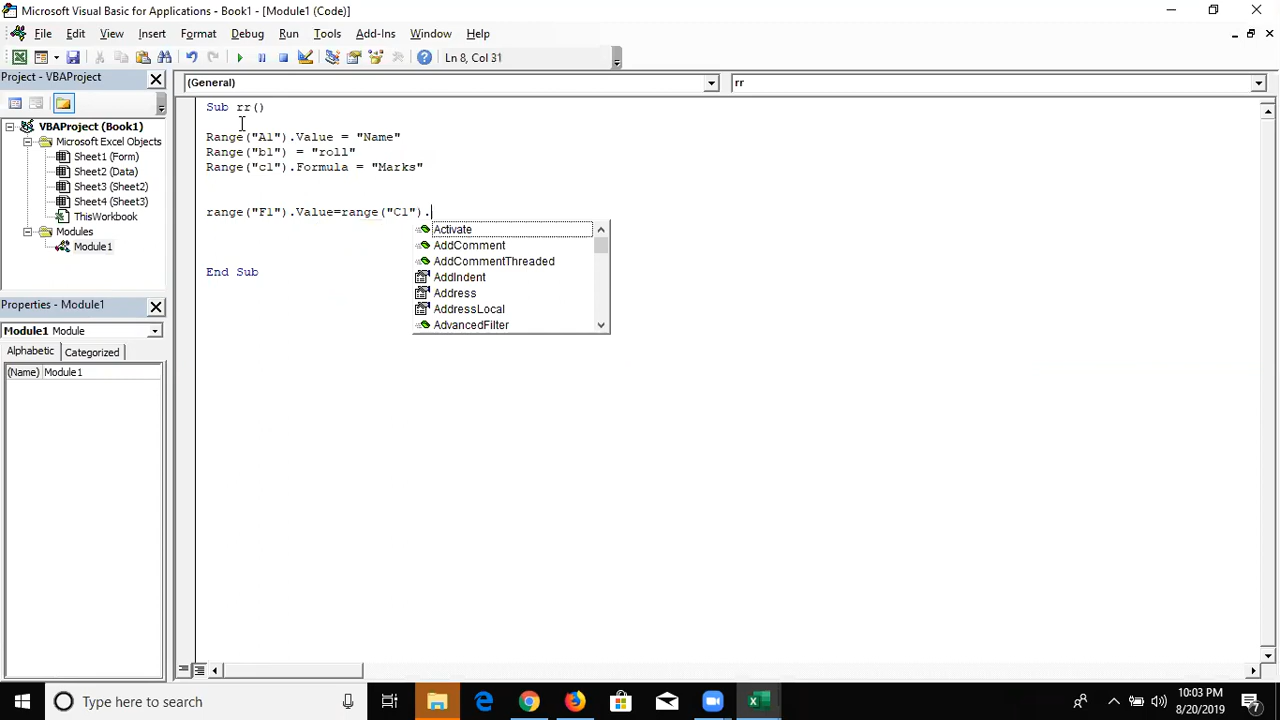 Microsoft Visual Basic for Applications - Book1 - [Module1 (Code)]
File Edit View Insert Format Debug Run Tools Add-Ins Window Help
Ln 8, Col 31
Project - VBAProject
(General)
rr
VBAProject (Book1)
Microsoft Excel Objects
Sheet1 (Form)
Sheet2 (Data)
Sheet3 (Sheet2)
Sheet4 (Sheet3)
ThisWorkbook
Modules
Module1
Sub rr()
Range("A1").Value = "Name"
Range("b1") = "roll"
Range("c1").Formula = "Marks"
range("F1").Value=range("C1").
Activate
AddComment
AddCommentThreaded
AddIndent
Address
AddressLocal
AdvancedFilter
End Sub
Properties - Module1
Module1 Module
Alphabetic Categorized
(Name) Module1
Type here to search
10:03 PM
8/20/2019
7